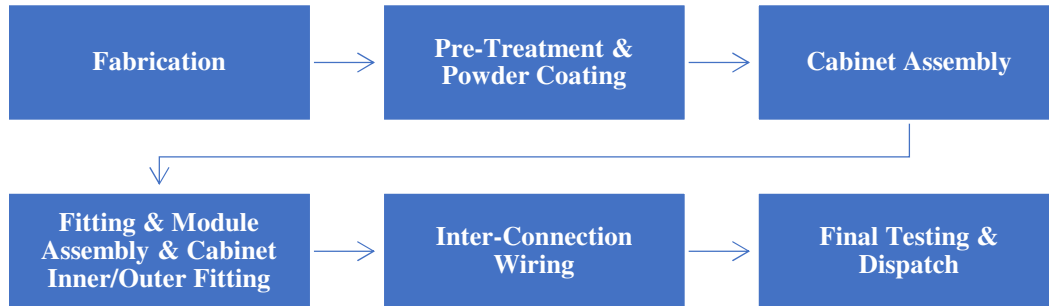 Fabrication
Pre-Treatment &
Powder Coating
Cabinet Assembly
Fitting & Module
Assembly & Cabinet
Inner/Outer Fitting
Inter-Connection
Wiring
Final Testing &
Dispatch